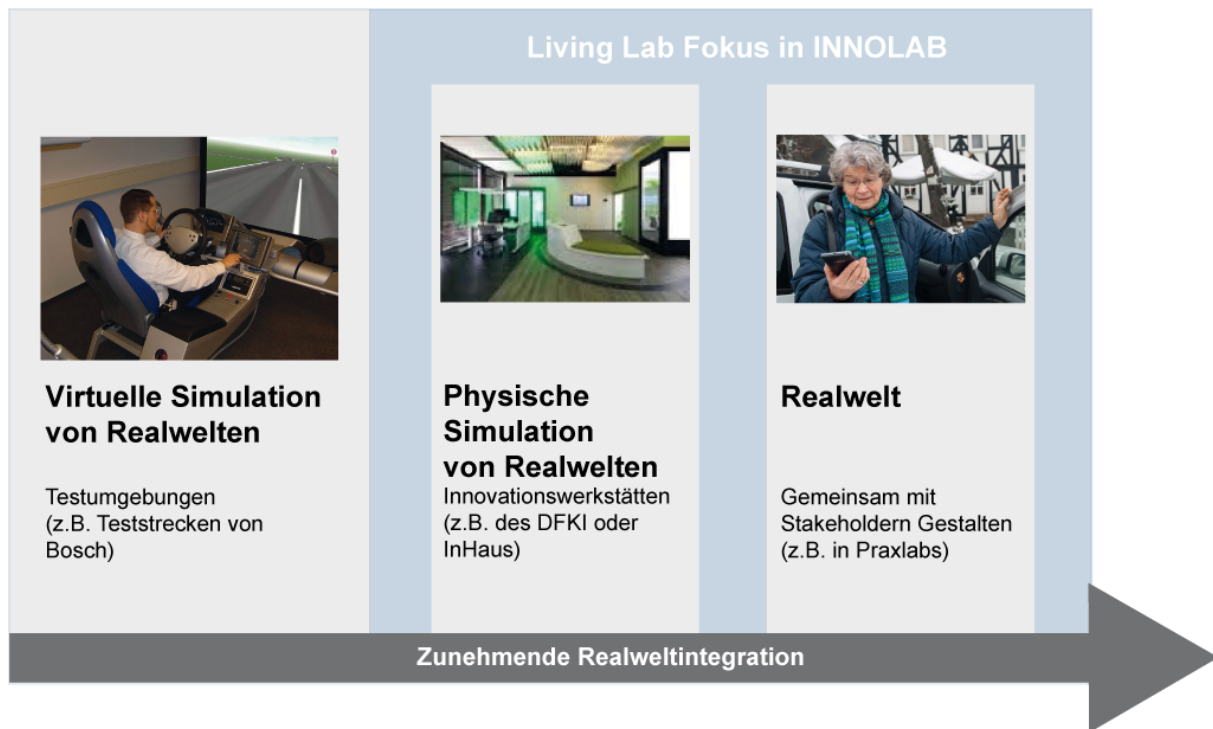 Living Lab Fokus in INNOLAB
Virtuelle Simulation
von Realwelten
Testumgebungen
(z.B. Teststrecken von
Bosch)
Physische
Simulation
von Realwelten
Innovationswerkstätten
(z.B. des DFKI oder
InHaus)
Realwelt
Gemeinsam mit
Stakeholdern Gestalten
(z.B. in Praxlabs)
Zunehmende Realweltintegration